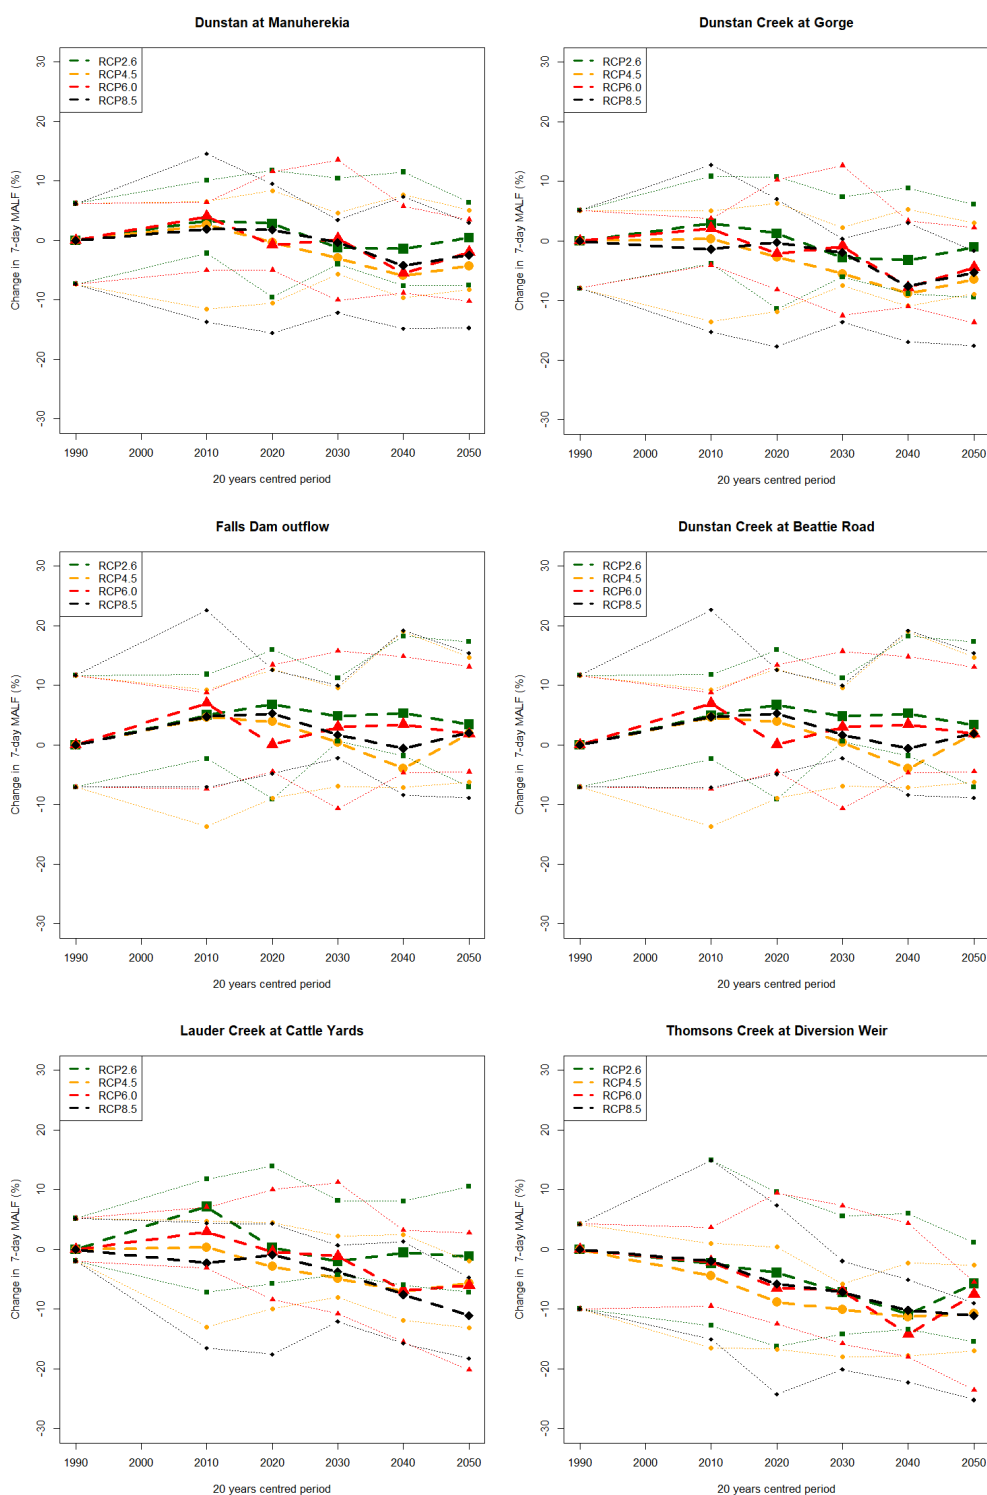 Dunstan at Manuherekia
RCP2.6
RCP4.5
RCP6.0
RCP8.5
Change in 7-day MALF (%)
30
20
10
0
-10
-20
-30
1990 2000 2010 2020 2030 2040 2050
20 years centred period
Dunstan Creek at Gorge
RCP2.6
RCP4.5
RCP6.0
RCP8.5
Change in 7-day MALF (%)
30
20
10
0
-10
-20
-30
1990 2000 2010 2020 2030 2040 2050
20 years centred period
Falls Dam outflow
RCP2.6
RCP4.5
RCP6.0
RCP8.5
Change in 7-day MALF (%)
30
20
10
0
-10
-20
-30
1990 2000 2010 2020 2030 2040 2050
20 years centred period
Dunstan Creek at Beattie Road
RCP2.6
RCP4.5
RCP6.0
RCP8.5
Change in 7-day MALF (%)
30
20
10
0
-10
-20
-30
1990 2000 2010 2020 2030 2040 2050
20 years centred period
Lauder Creek at Cattle Yards
RCP2.6
RCP4.5
RCP6.0
RCP8.5
Change in 7-day MALF (%)
30
20
10
0
-10
-20
-30
1990 2000 2010 2020 2030 2040 2050
20 years centred period
Thomsons Creek at Diversion Weir
RCP2.6
RCP4.5
RCP6.0
RCP8.5
Change in 7-day MALF (%)
30
20
10
0
-10
-20
-30
1990 2000 2010 2020 2030 2040 2050
20 years centred period